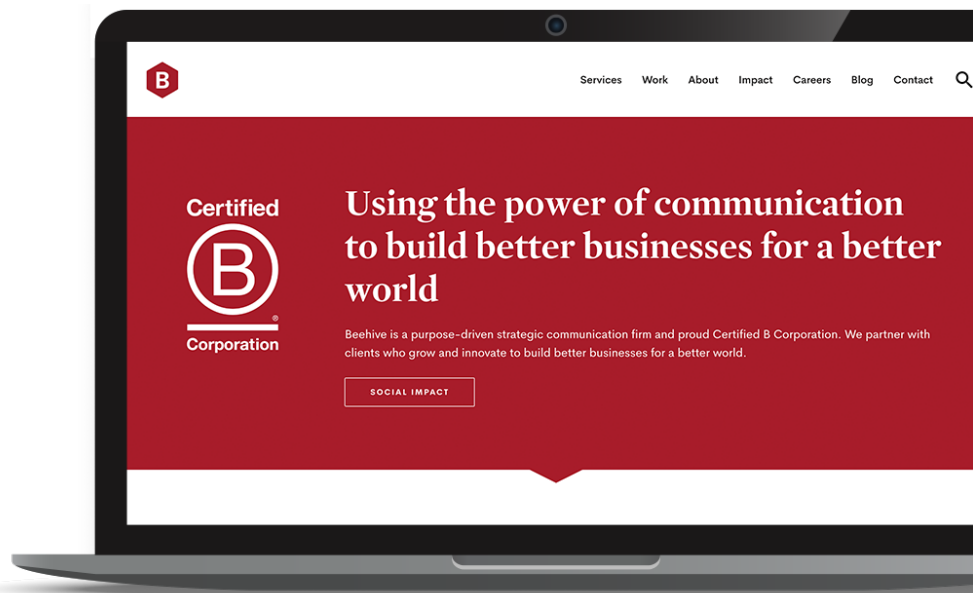 B
Services Work About Impact Careers Blog Contact
Certified
B
®
Corporation
Using the power of communication
to build better businesses for a better
world
Beehive is a purpose-driven strategic communication firm and proud Certified B Corporation. We partner with
clients who grow and innovate to build better businesses for a better world.
SOCIAL IMPACT